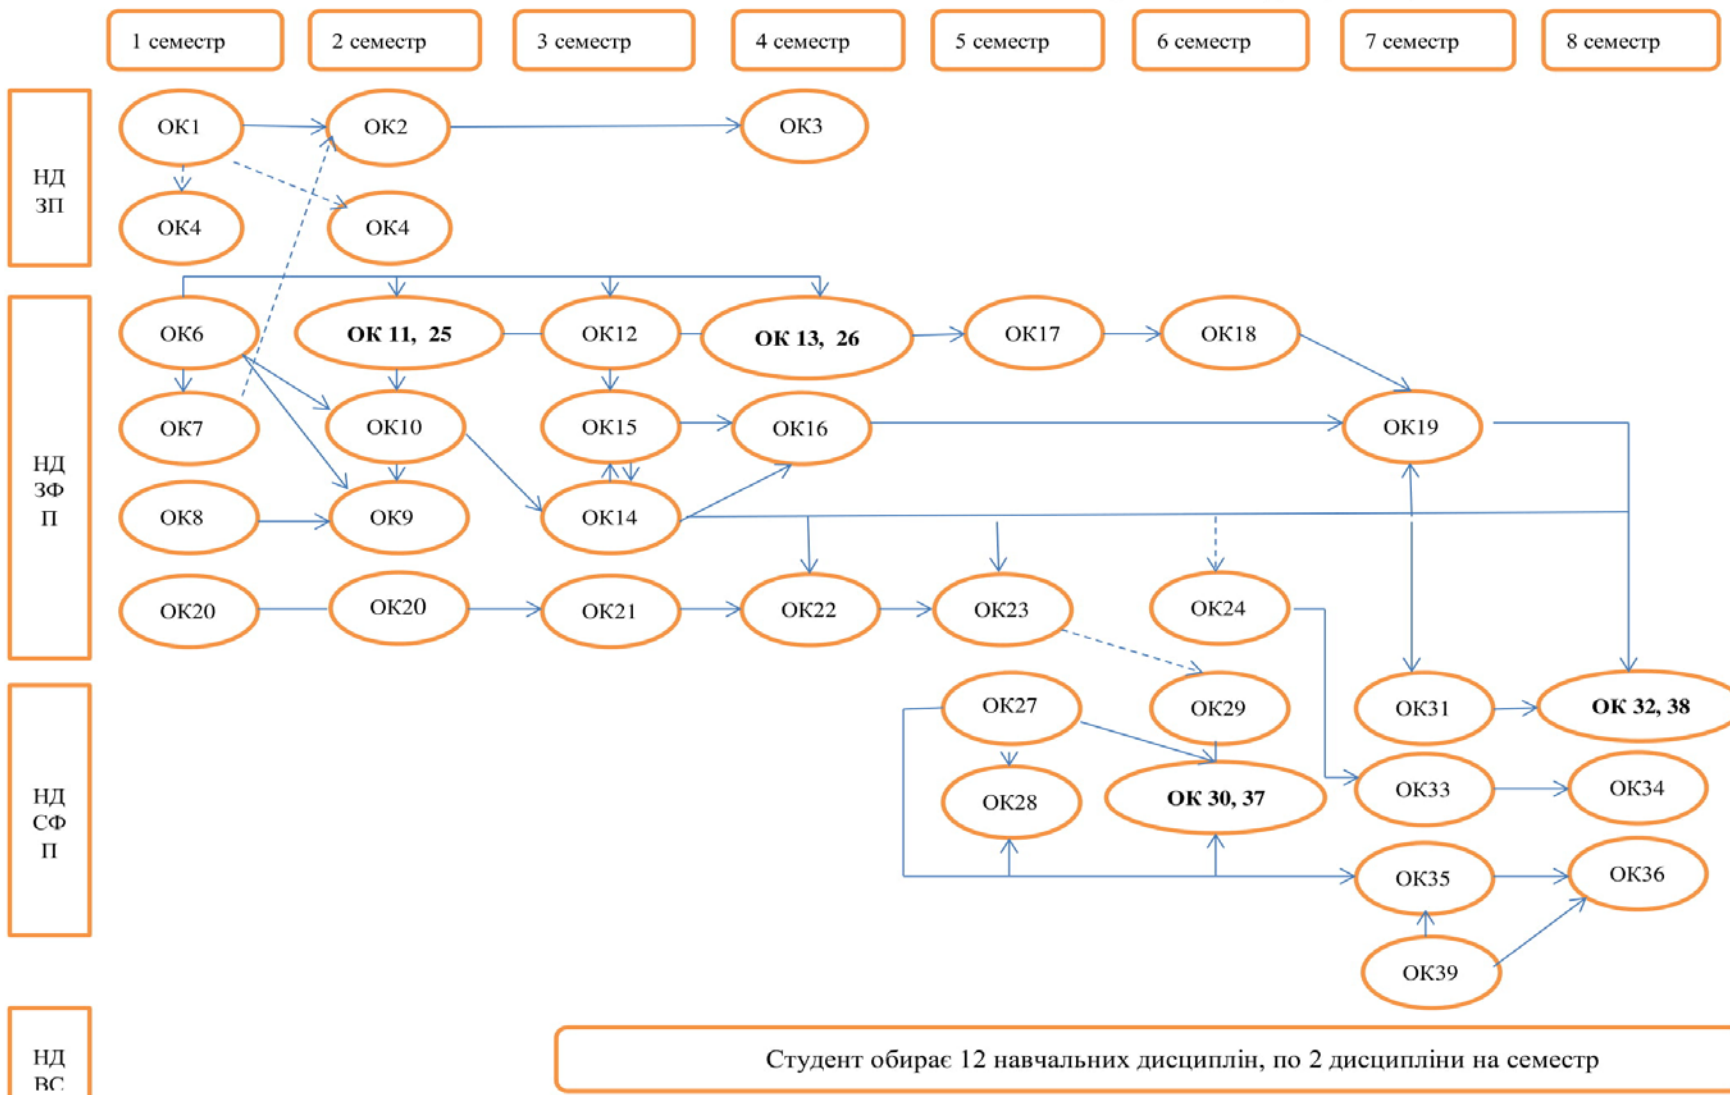 1 семестр
2 семестр
3 семестр
4 семестр
5 семестр
6 семестр
7 семестр
8 семестр
НД
ЗП
ОК1
ОК2
ОК3
ОК4
ОК4
НД
ЗФ
П
ОК6
ОК 11, 25
ОК12
ОК 13, 26
ОК17
ОК18
ОК7
ОК10
ОК15
ОК16
ОК19
ОК8
ОК9
ОК14
ОК20
ОК20
ОК21
ОК22
ОК23
ОК24
НД
СФ
П
ОК27
ОК29
ОК31
ОК 32, 38
ОК28
ОК 30, 37
ОК33
ОК34
ОК35
ОК36
ОК39
НД
ВС
Студент обирає 12 навчальних дисциплін, по 2 дисципліни на семестр